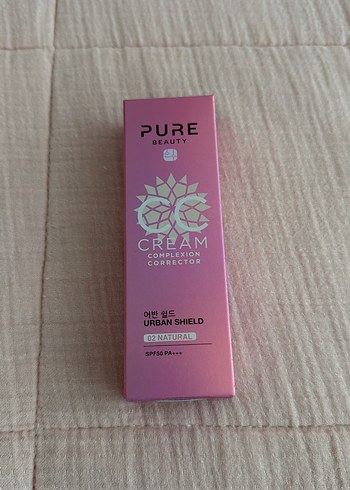 PURE
BEAUTY
CC
CREAM
COMPLEXION
CORRECTOR
어반 쉴드
URBAN SHIELD
02 NATURAL
SPF50 PA+++